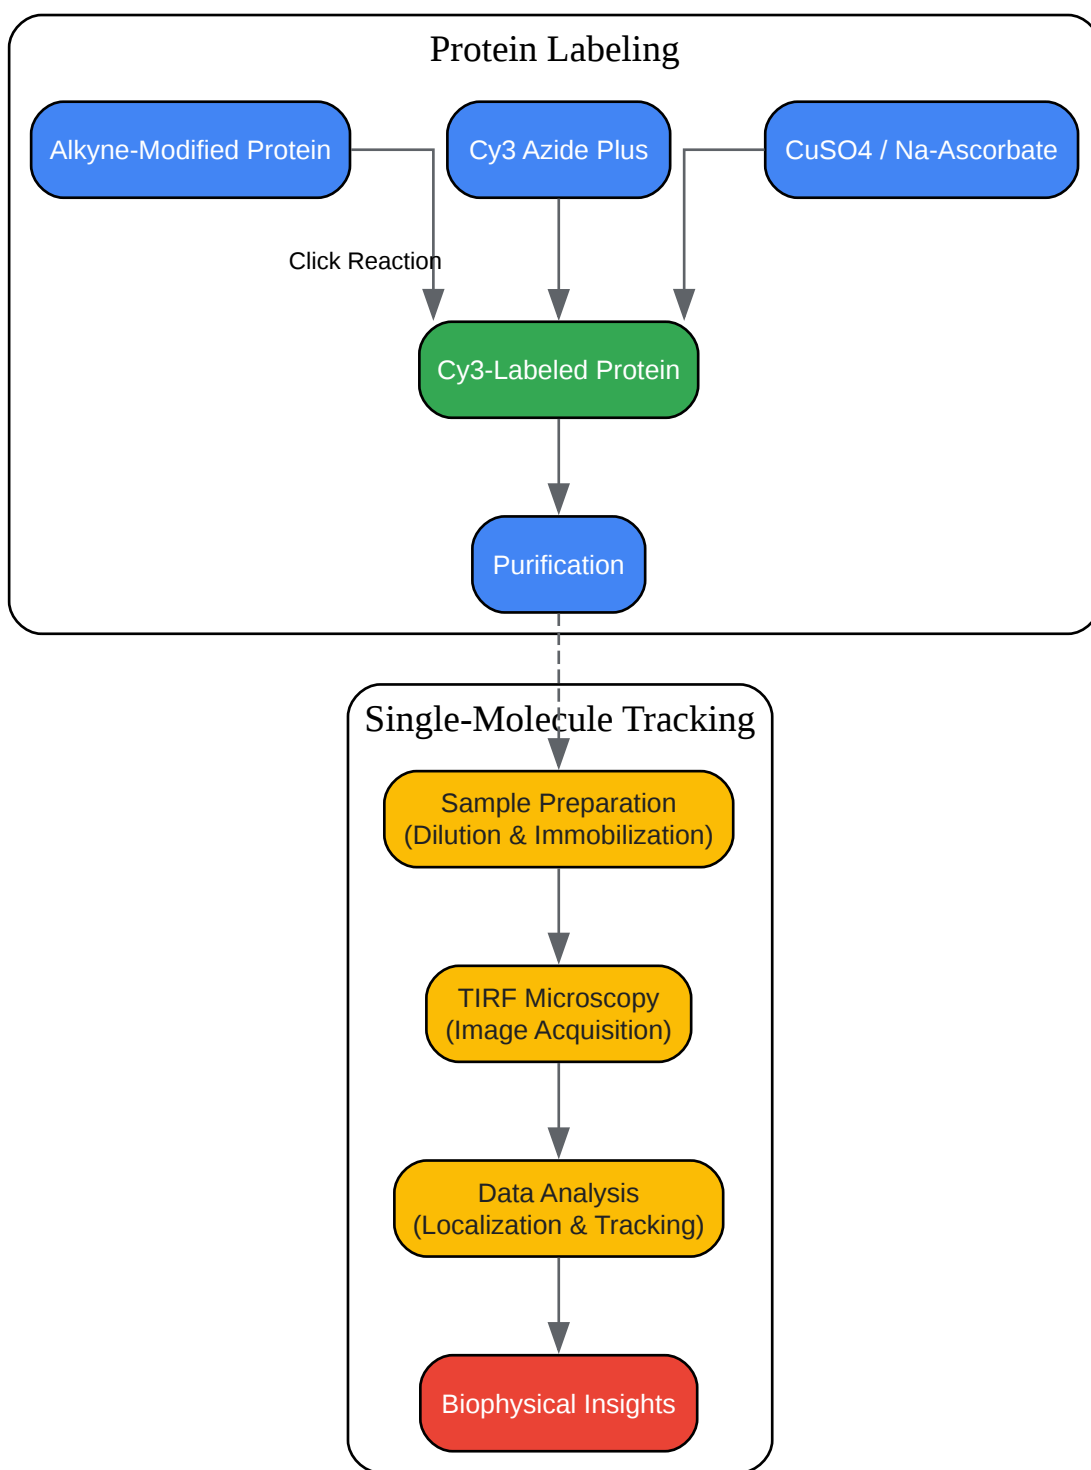 Protein Labeling
Alkyne-Modified Protein
Cy3 Azide Plus
CuSO4 / Na-Ascorbate
Click Reaction
Cy3-Labeled Protein
Purification
Single-Molecule Tracking
Sample Preparation
(Dilution & Immobilization)
TIRF Microscopy
(Image Acquisition)
Data Analysis
(Localization & Tracking)
Biophysical Insights